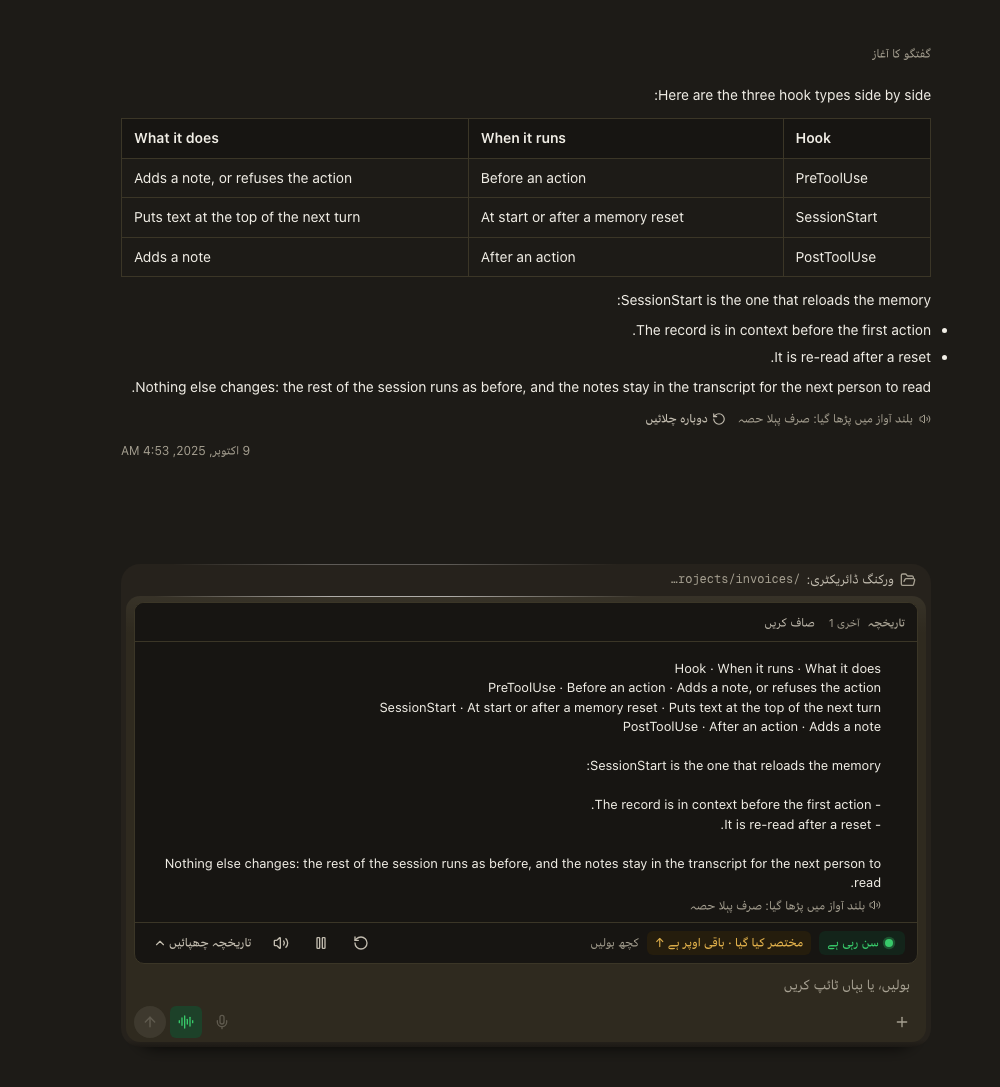 گفتگو کا آغاز
Here are the three hook types side by side:
Hook When it runs What it does
PreToolUse Before an action Adds a note, or refuses the action
SessionStart At start or after a memory reset Puts text at the top of the next turn
PostToolUse After an action Adds a note
SessionStart is the one that reloads the memory:
• The record is in context before the first action.
• It is re-read after a reset.
Nothing else changes: the rest of the session runs as before, and the notes stay in the transcript for the next person to read.
بلند آواز میں پڑھا گیا: صرف پہلا حصہ دوبارہ چلائیں
9 اکتوبر, 2025, 4:53 AM
ورکنگ ڈائریکٹری: /rojects/invoices…
تاریخچہ آخری 1 صاف کریں
Hook · When it runs · What it does
PreToolUse · Before an action · Adds a note, or refuses the action
SessionStart · At start or after a memory reset · Puts text at the top of the next turn
PostToolUse · After an action · Adds a note
SessionStart is the one that reloads the memory:
- The record is in context before the first action.
- It is re-read after a reset.
Nothing else changes: the rest of the session runs as before, and the notes stay in the transcript for the next person to
read.
بلند آواز میں پڑھا گیا: صرف پہلا حصہ
سن رہی ہے مختصر کیا گیا · باقی اوپر ہے ↑ کچھ بولیں تاریخچہ چھپائیں
بولیں، یا یہاں ٹائپ کریں